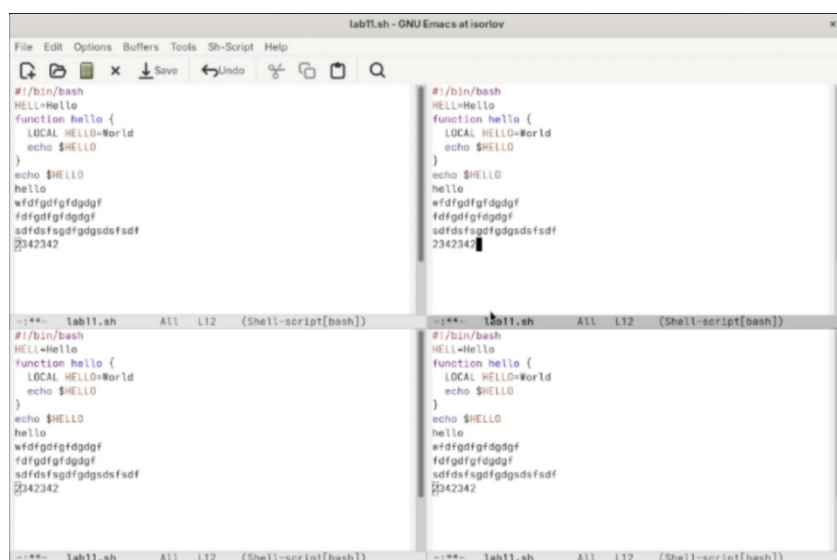 lab11.sh - GNU Emacs at isorlov
File Edit Options Buffers Tools Sh-Script Help
Save Undo
#!/bin/bash
HELL=Hello
function hello {
LOCAL HELLO=World
echo $HELLO
}
echo $HELLO
hello
wfdfgdfgfdgdgf
fdfgdfgfdgdgf
sdfdsfsgdfgdgsdsfsdf
2342342
-:**- lab11.sh All L12 (Shell-script[bash])
#!/bin/bash
HELL=Hello
function hello {
LOCAL HELLO=World
echo $HELLO
}
echo $HELLO
hello
wfdfgdfgfdgdgf
fdfgdfgfdgdgf
sdfdsfsgdfgdgsdsfsdf
2342342
-:**- lab11.sh All L12 (Shell-script[bash])
#!/bin/bash
HELL=Hello
function hello {
LOCAL HELLO=World
echo $HELLO
}
echo $HELLO
hello
wfdfgdfgfdgdgf
fdfgdfgfdgdgf
sdfdsfsgdfgdgsdsfsdf
2342342
-:**- lab11.sh All L12 (Shell-script[bash])
#!/bin/bash
HELL=Hello
function hello {
LOCAL HELLO=World
echo $HELLO
}
echo $HELLO
hello
wfdfgdfgfdgdgf
fdfgdfgfdgdgf
sdfdsfsgdfgdgsdsfsdf
2342342
-:**- lab11.sh All L12 (Shell-script[bash])